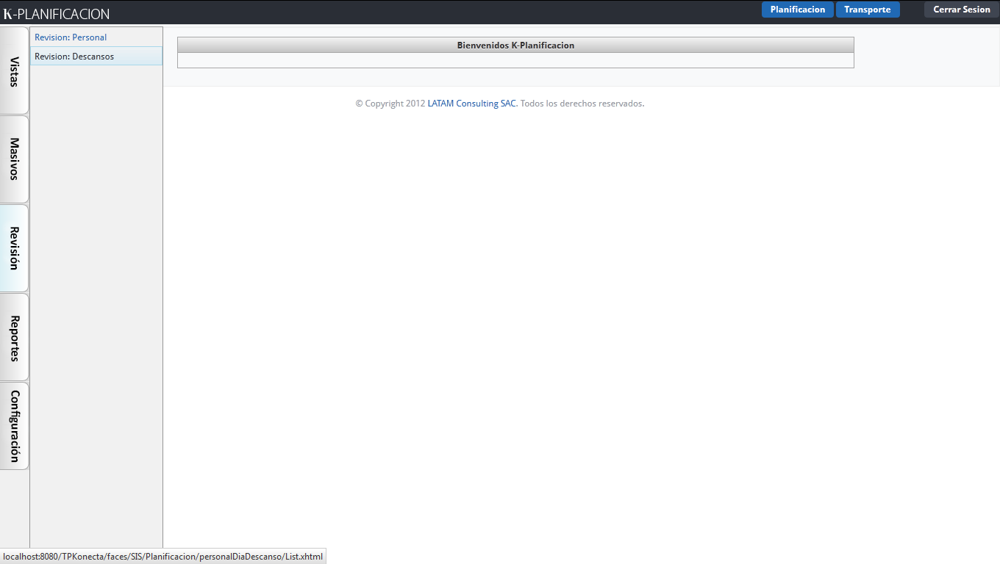 K-PLANIFICACION
Planificacion
Transporte
Cerrar Sesion
Vistas
Masivos
Revisión
Reportes
Configuración
Revision: Personal
Revision: Descansos
Bienvenidos K-Planificacion
© Copyright 2012 LATAM Consulting SAC. Todos los derechos reservados.
localhost:8080/TPKonecta/faces/SIS/Planificacion/personalDiaDescanso/List.xhtml